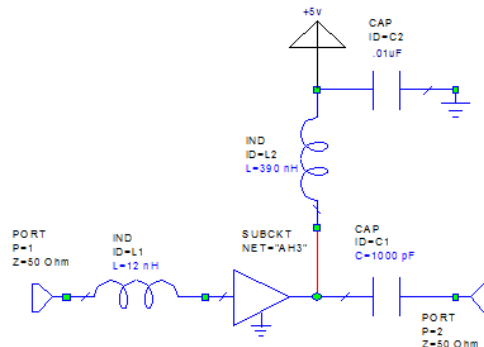 +5v
CAP
ID=C2
.01uF
IND
ID=L2
L=390 nH
PORT
P=1
Z=50 Ohm
IND
ID=L1
L=12 nH
SUBCKT
NET="AH3"
CAP
ID=C1
C=1000 pF
PORT
P=2
Z=50 Ohm